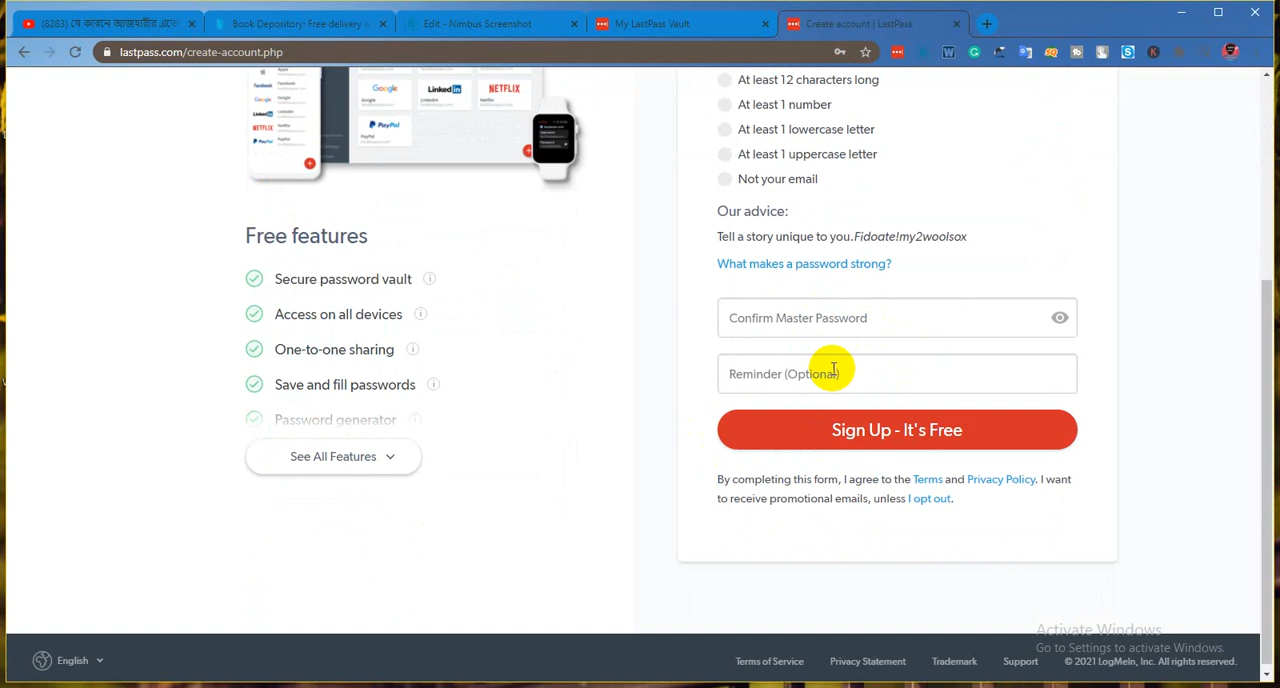 (8283) যে কারনে আজহারীর এতো
Book Depository: Free delivery w
Edit - Nimbus Screenshot
My LastPass Vault
Create account | LastPass
lastpass.com/create-account.php
Google
LinkedIn
NETFLIX
PayPal
At least 12 characters long
At least 1 number
At least 1 lowercase letter
At least 1 uppercase letter
Not your email
Our advice:
Tell a story unique to you.Fidoate!my2woolsox
What makes a password strong?
Confirm Master Password
Reminder (Optional)
Sign Up - It's Free
By completing this form, I agree to the Terms and Privacy Policy. I want
to receive promotional emails, unless I opt out.
Free features
Secure password vault
Access on all devices
One-to-one sharing
Save and fill passwords
Password generator
See All Features
Activate Windows
Go to Settings to activate Windows.
English
Terms of Service
Privacy Statement
Trademark
Support
© 2021 LogMeIn, Inc. All rights reserved.